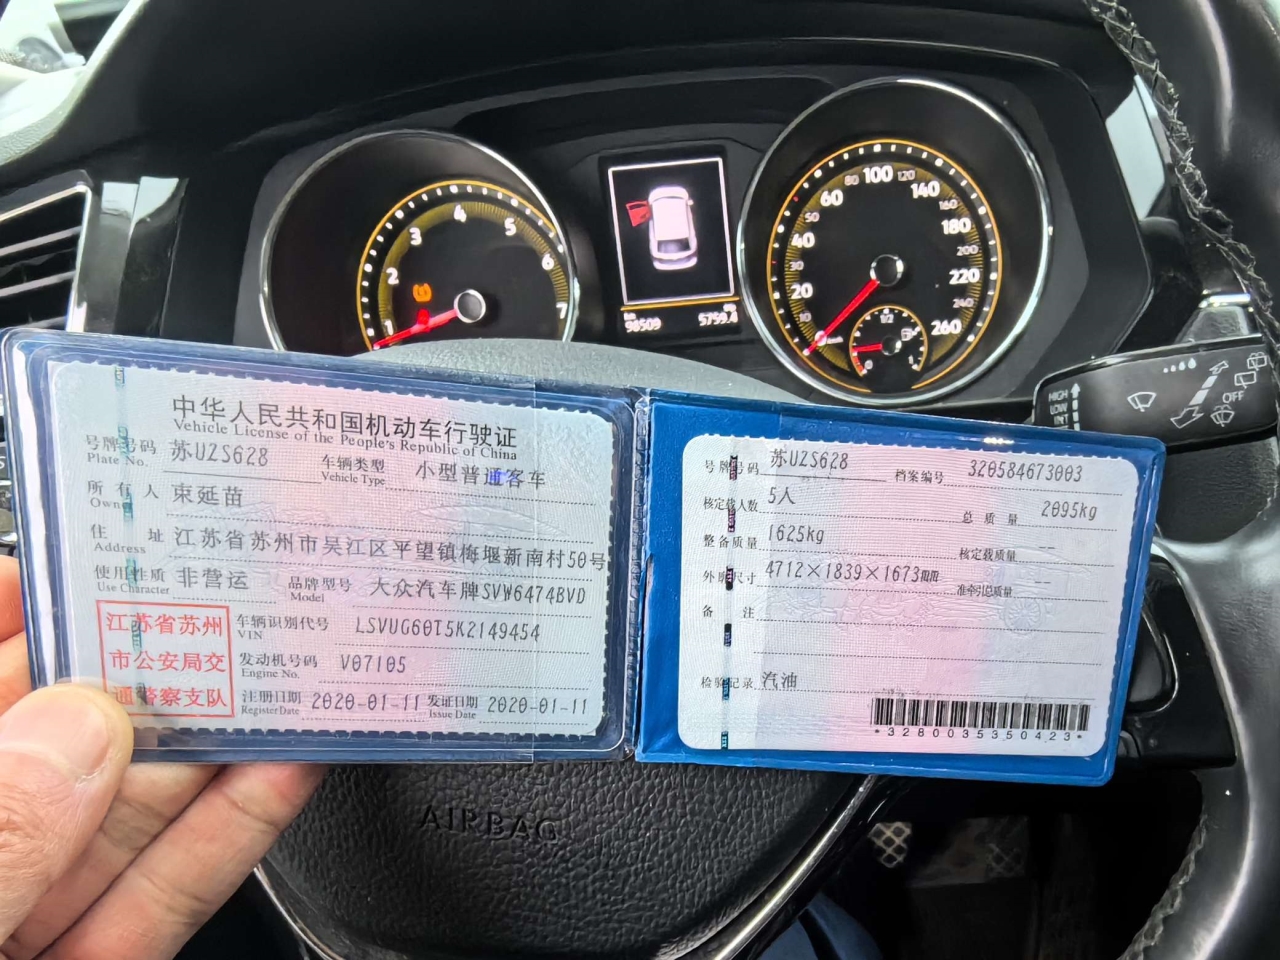 100
80
120
60
140
50
160
40
180
30
200
20
220
10
240
260
1/2
1
2
3
4
5
6
7
km
98509
5759.4
HIGH
LOW
INT
OFF
中华人民共和国机动车行驶证
Vehicle License of the People's Republic of China
号牌号码 苏UZS628 车辆类型 小型普通客车
Plate No. Vehicle Type
所有人 束延苗
Owner
住址 江苏省苏州市吴江区平望镇梅堰新南村50号
Address
使用性质 非营运 品牌型号 大众汽车牌SVW6474BVD
Use Character Model
江苏省苏州
市公安局交
通警察支队
车辆识别代号 LSVUG60T5K2149454
VIN
发动机号码 V07105
Engine No.
注册日期 2020-01-11 发证日期 2020-01-11
Register Date Issue Date
号牌号码 苏UZS628 档案编号 320584673003
核定载人数 5人 总质量 2095kg
整备质量 1625kg 核定载质量 --
外廓尺寸 4712×1839×1673mm 准牵引总质量 --
备注
检验记录 汽油
*3280035350423*
AIRBAG